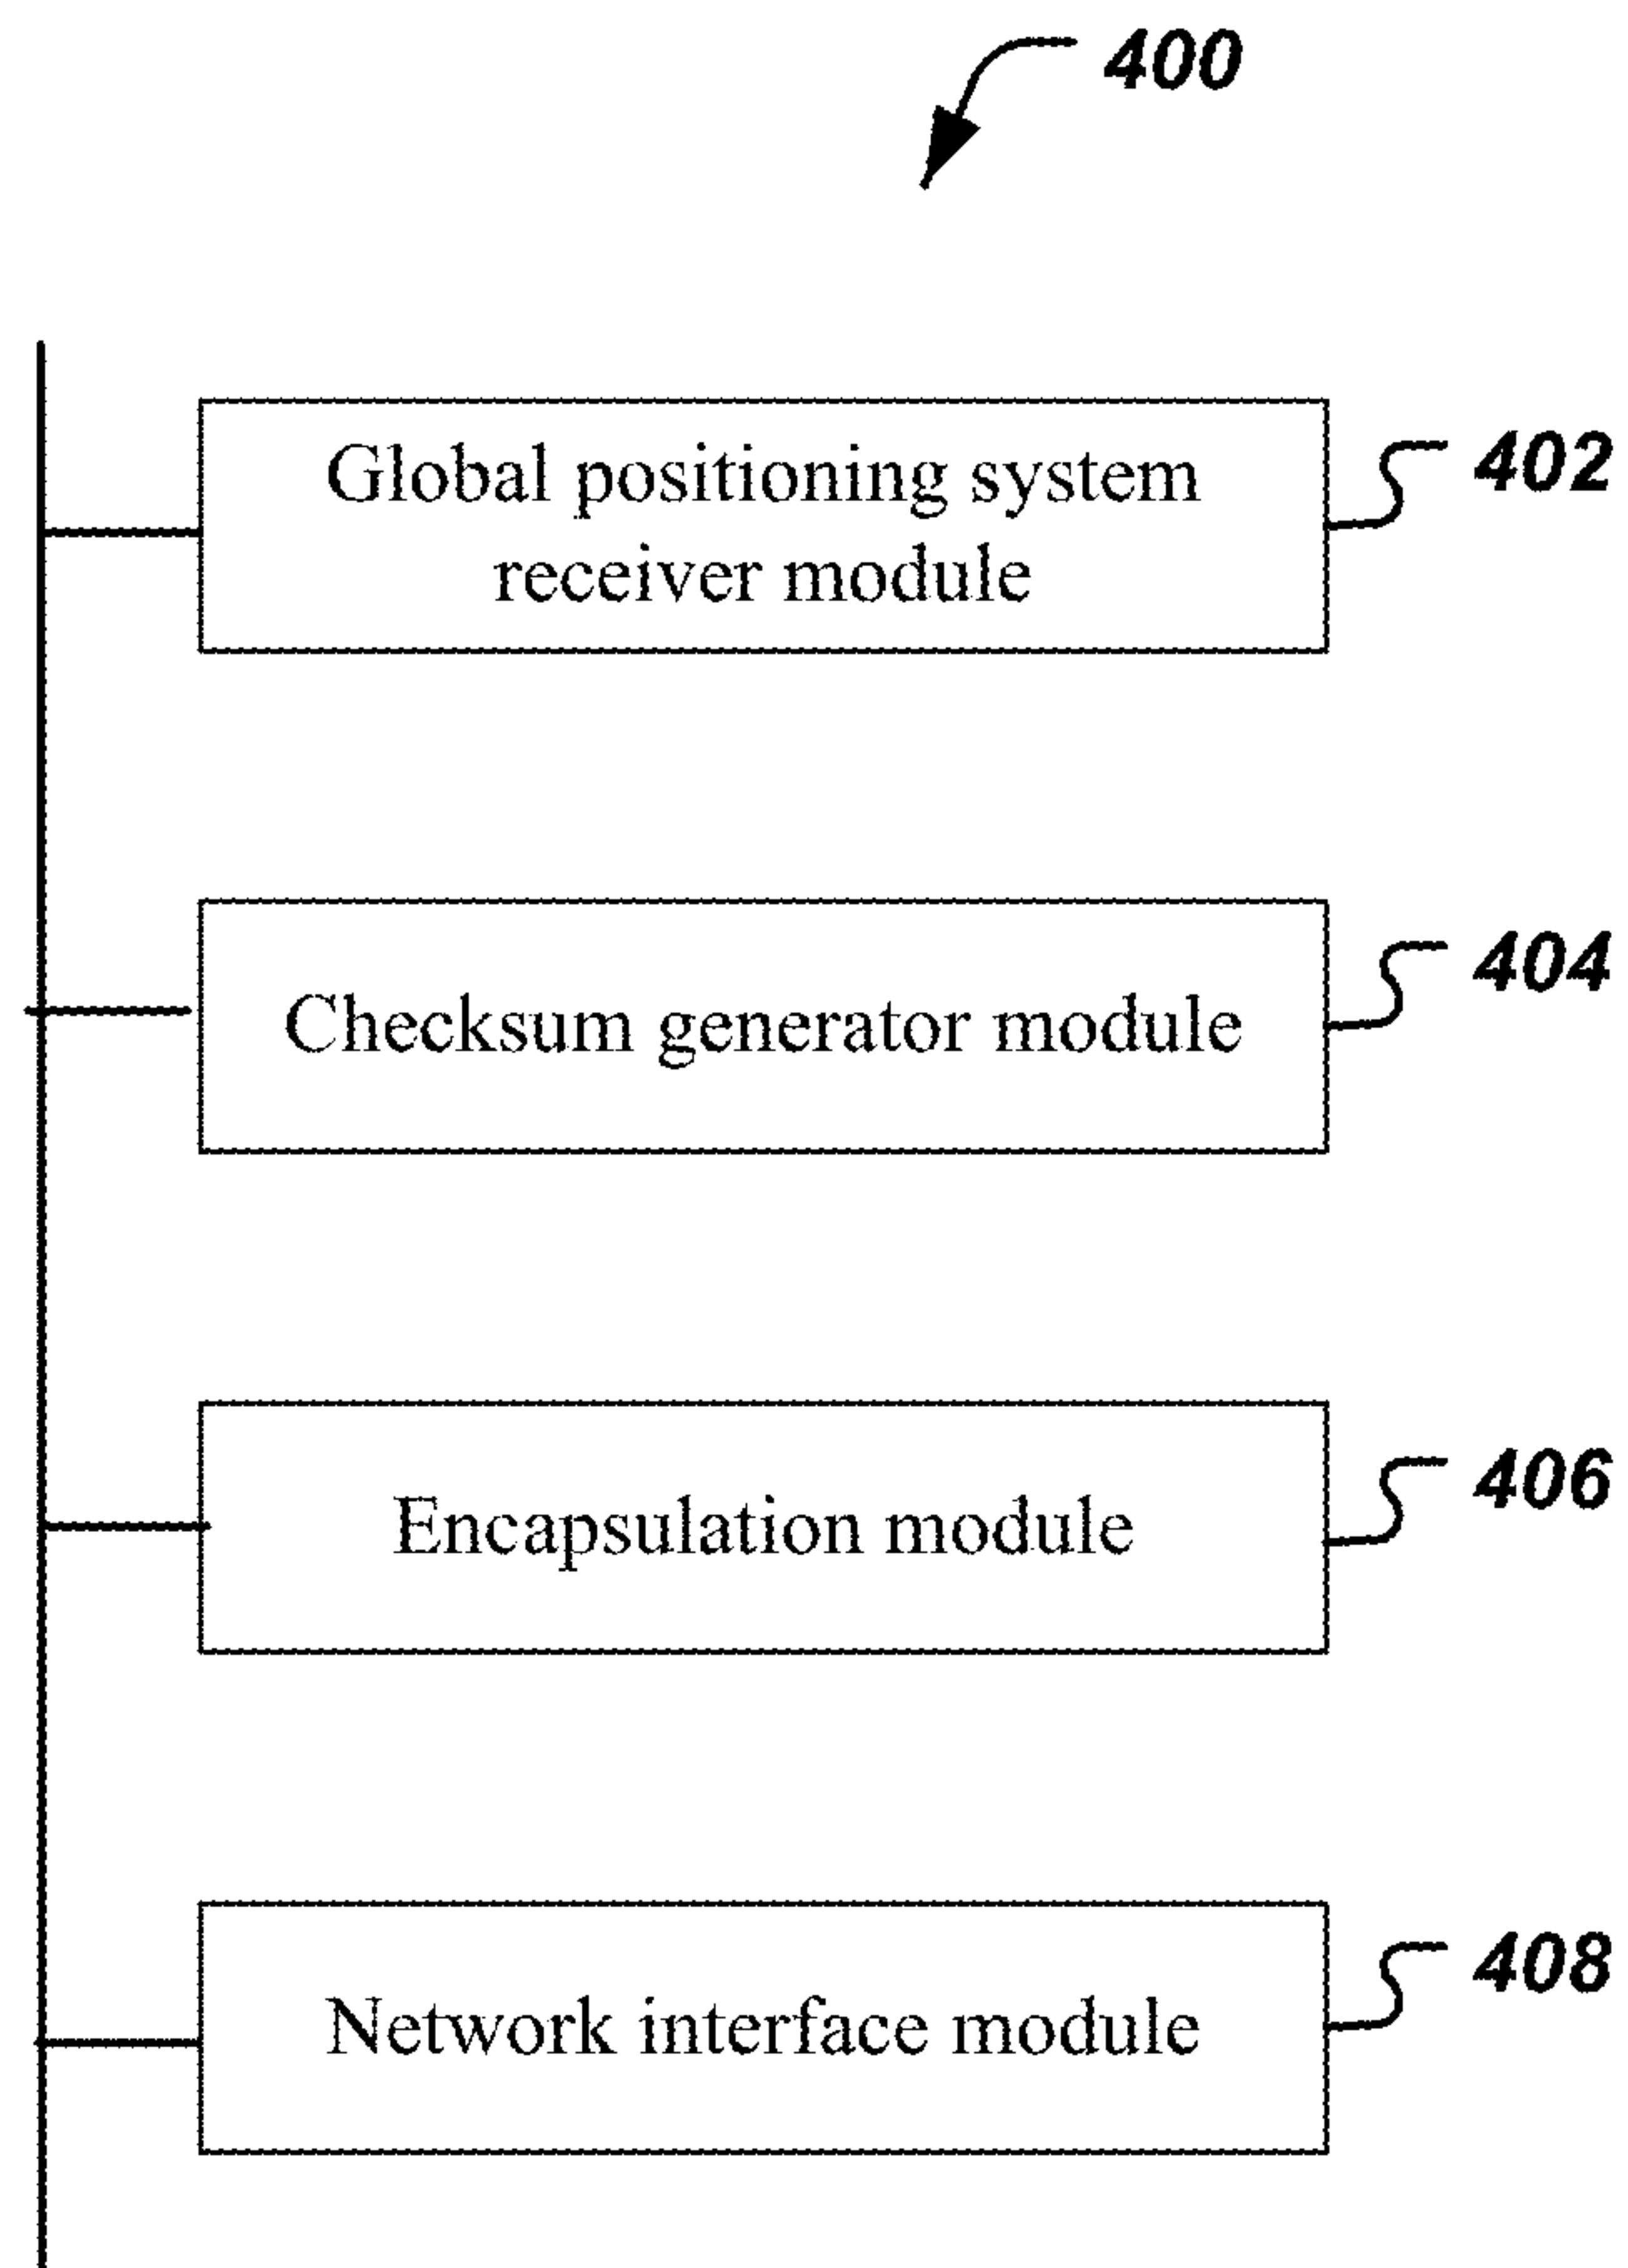 400
Global positioning system
receiver module
402
Checksum generator module
404
Encapsulation module
406
Network interface module
408